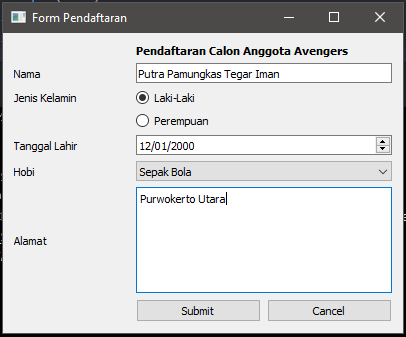 Form Pendaftaran
Pendaftaran Calon Anggota Avengers
Nama Putra Pamungkas Tegar Iman
Jenis Kelamin Laki-Laki
Perempuan
Tanggal Lahir 12/01/2000
Hobi Sepak Bola
Alamat Purwokerto Utara
Submit Cancel